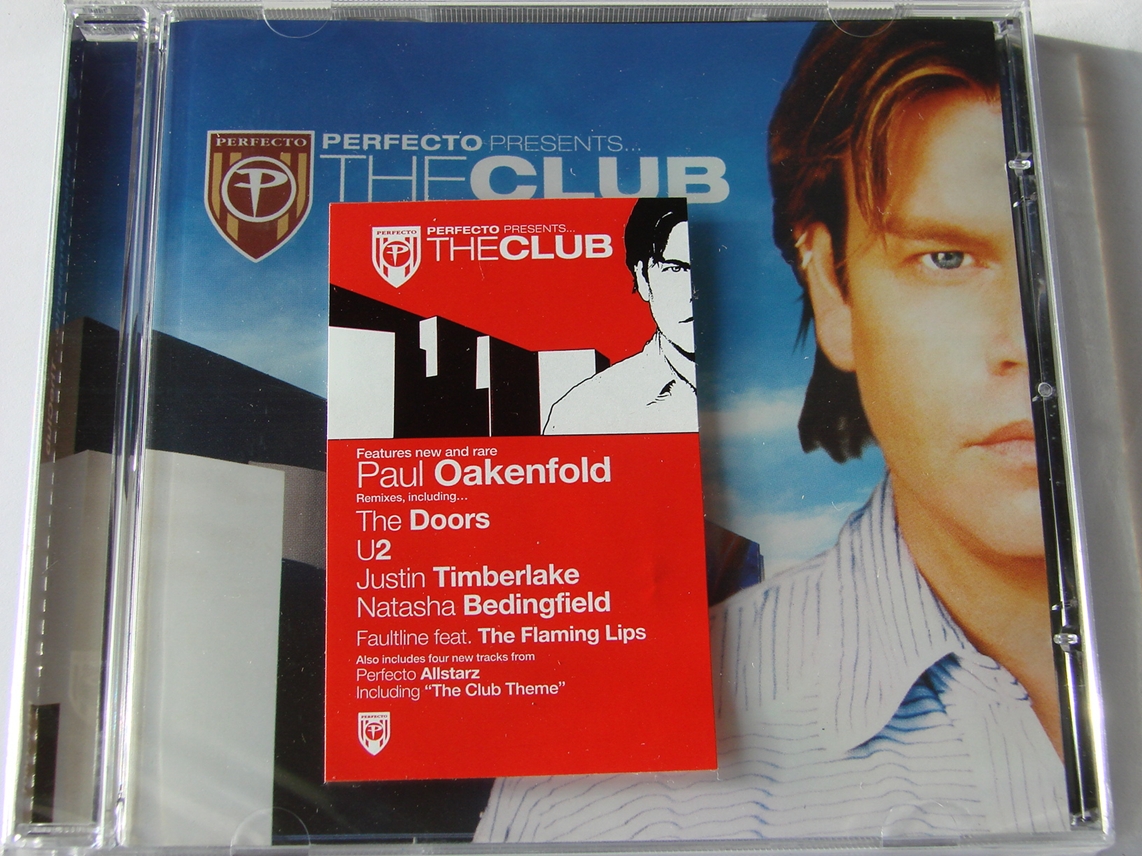 PERFECTO
PERFECTO PRESENTS...
THECLUB
PERFECTO
PERFECTO PRESENTS...
THECLUB
Features new and rare
Paul Oakenfold
Remixes, including...
The Doors
U2
Justin Timberlake
Natasha Bedingfield
Faultline feat. The Flaming Lips
Also includes four new tracks from
Perfecto Allstarz
Including “The Club Theme”
PERFECTO